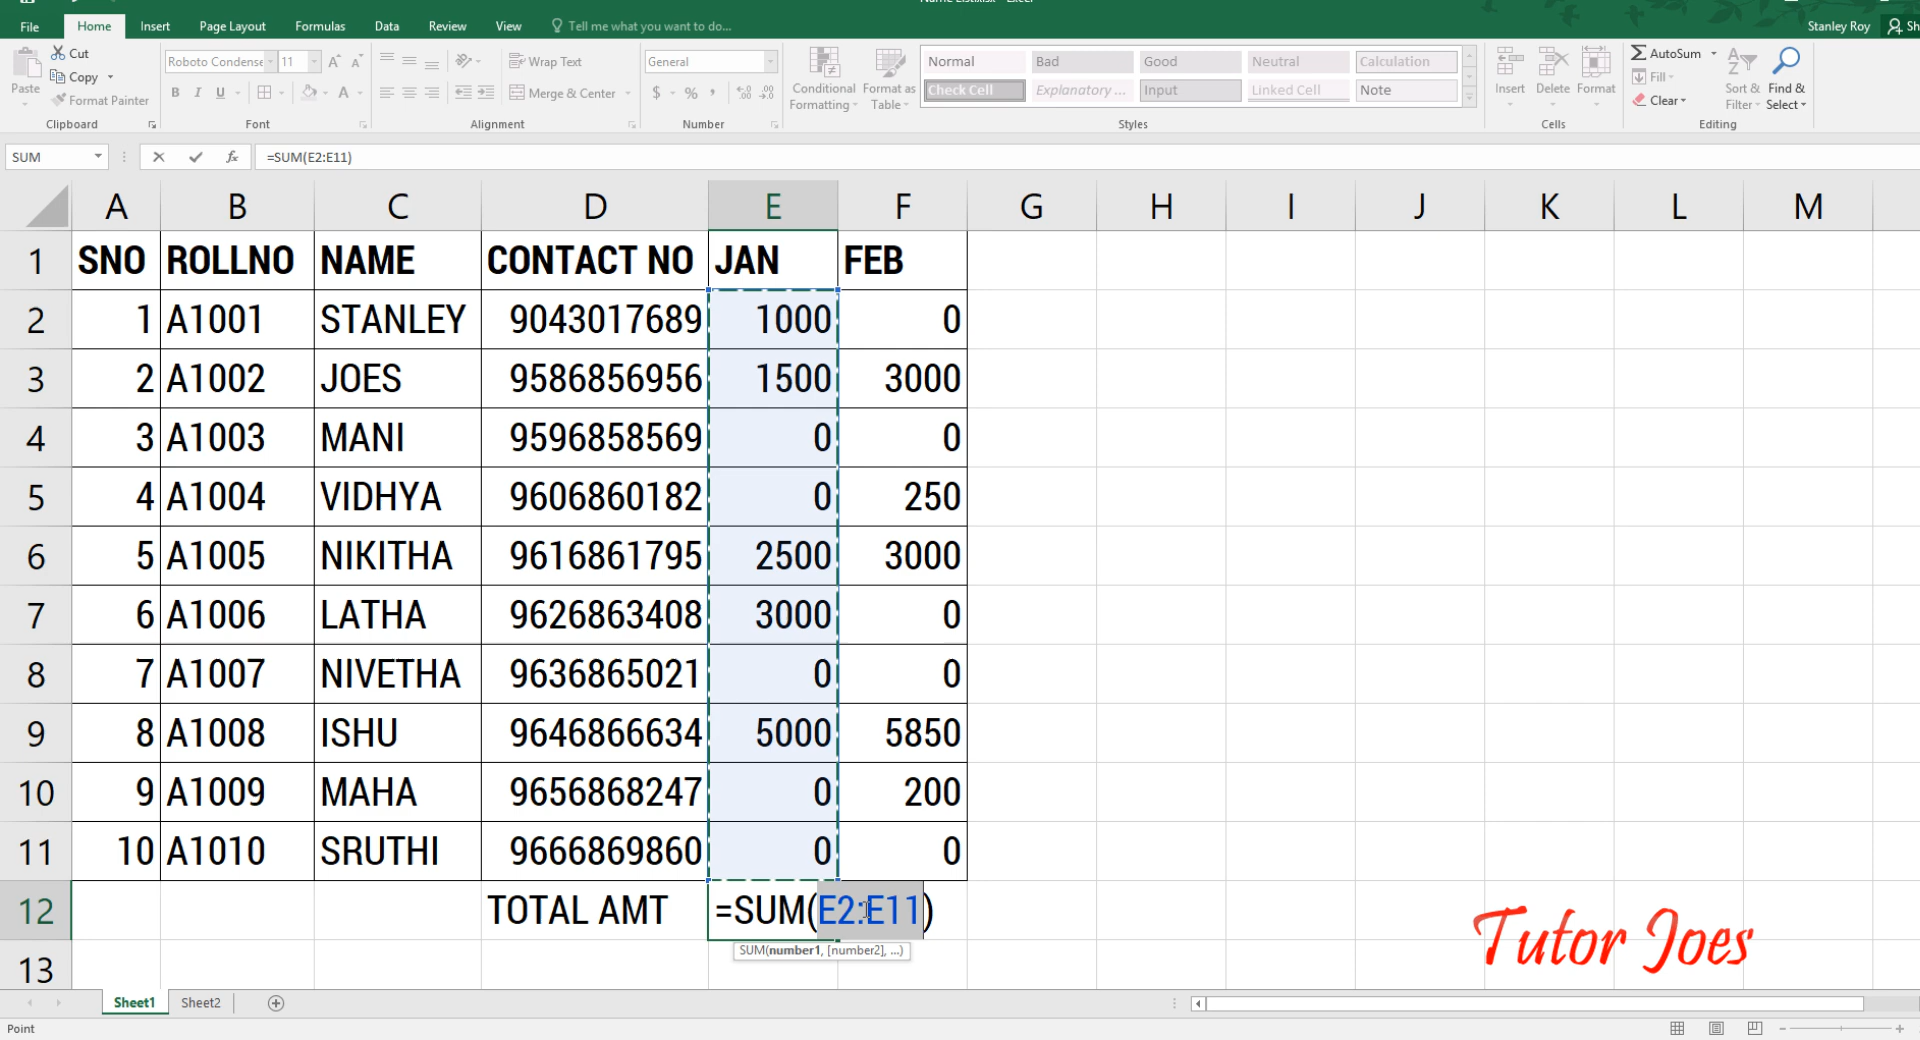 File Home Insert Page Layout Formulas Data Review View Tell me what you want to do... Stanley Roy
Cut
Copy
Format Painter
Paste
Clipboard
Roboto Condense 11
B I U A
Font
Wrap Text
Merge & Center
Alignment
General
$ % ,
Number
Conditional Formatting
Format as Table
Normal Bad Good Neutral Calculation
Check Cell Explanatory ... Input Linked Cell Note
Styles
Insert Delete Format
Cells
AutoSum
Fill
Clear
Sort & Filter
Find & Select
Editing
SUM fx =SUM(E2:E11)
A B C D E F G H I J K L M
1 SNO ROLLNO NAME CONTACT NO JAN FEB
2 1 A1001 STANLEY 9043017689 1000 0
3 2 A1002 JOES 9586856956 1500 3000
4 3 A1003 MANI 9596858569 0 0
5 4 A1004 VIDHYA 9606860182 0 250
6 5 A1005 NIKITHA 9616861795 2500 3000
7 6 A1006 LATHA 9626863408 3000 0
8 7 A1007 NIVETHA 9636865021 0 0
9 8 A1008 ISHU 9646866634 5000 5850
10 9 A1009 MAHA 9656868247 0 200
11 10 A1010 SRUTHI 9666869860 0 0
12 TOTAL AMT =SUM(E2:E11)
SUM(number1, [number2], ...)
13
Tutor Joes
Sheet1 Sheet2
Point